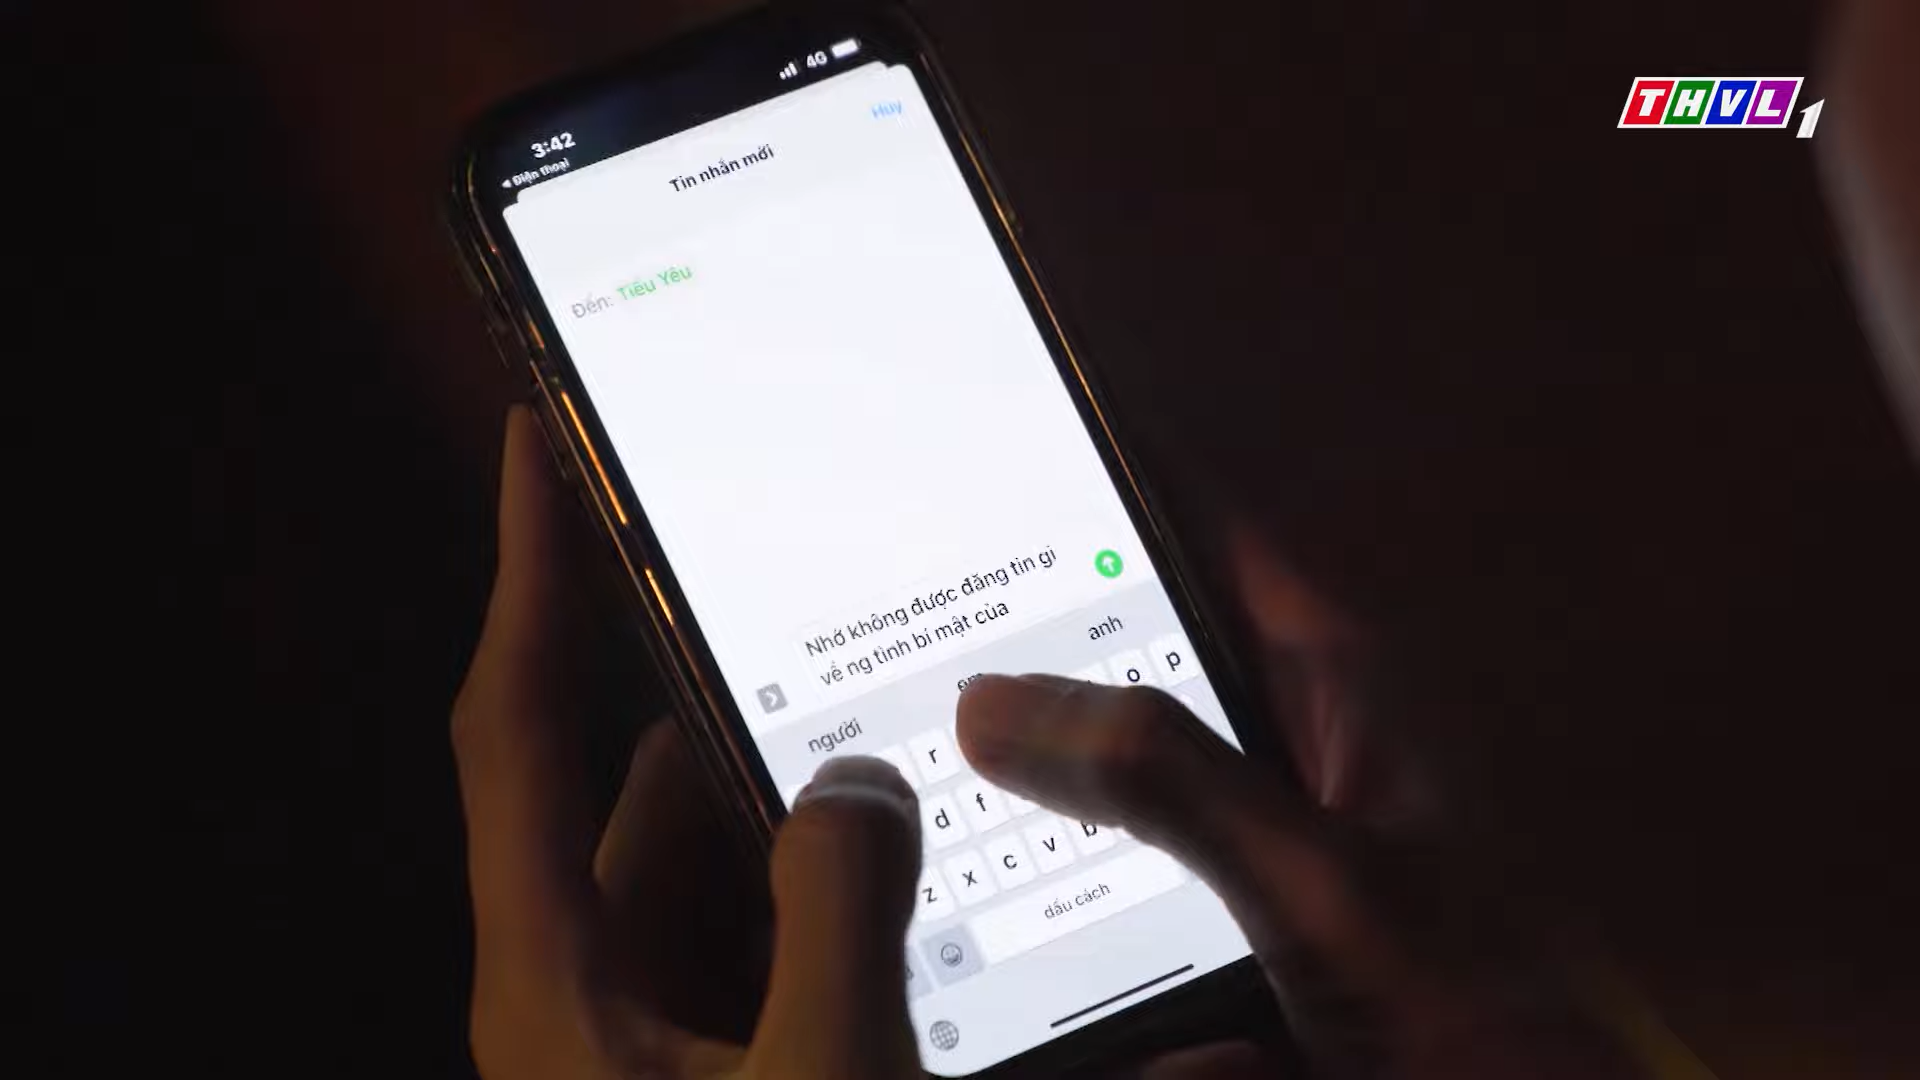 THVL1
4G
3:42
Điện thoại
Hủy
Tin nhắn mới
Đến: Tiểu Yêu
Nhớ không được đăng tin gì
về ng tình bí mật của
người
anh
o p
r
d f
z x c v b
dấu cách